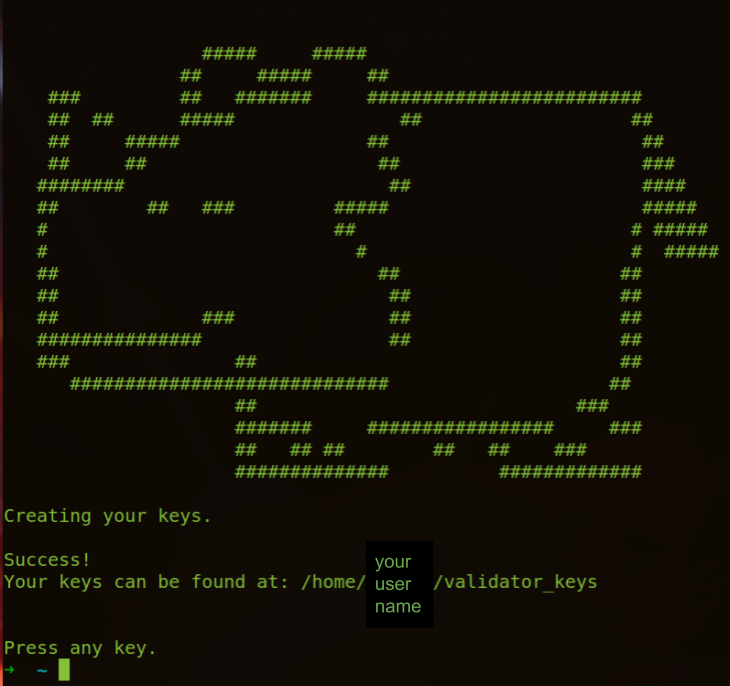 Creating your keys.
Success!
Your keys can be found at: /home/ your user name /validator_keys
Press any key.
→ ~